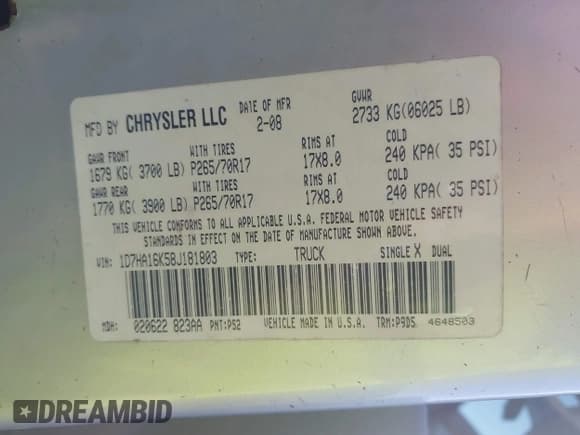 MFD BY CHRYSLER LLC DATE OF MFR GVWR
2-08 2733 KG(06025 LB)
GAWR FRONT WITH TIRES RIMS AT COLD
1679 KG( 3700 LB) P265/70R17 17X8.0 240 KPA( 35 PSI)
GAWR REAR WITH TIRES RIMS AT COLD
1770 KG( 3900 LB) P265/70R17 17X8.0 240 KPA( 35 PSI)
THIS VEHICLE CONFORMS TO ALL APPLICABLE U.S.A. FEDERAL MOTOR VEHICLE SAFETY
STANDARDS IN EFFECT ON THE DATE OF MANUFACTURE SHOWN ABOVE.
VIN: 1D7HA16K58J181803 TYPE: TRUCK SINGLE X DUAL
MDH: 020622 823AA PNT:PS2 VEHICLE MADE IN U.S.A. TRM:P9D5 4648503
DREAMBID